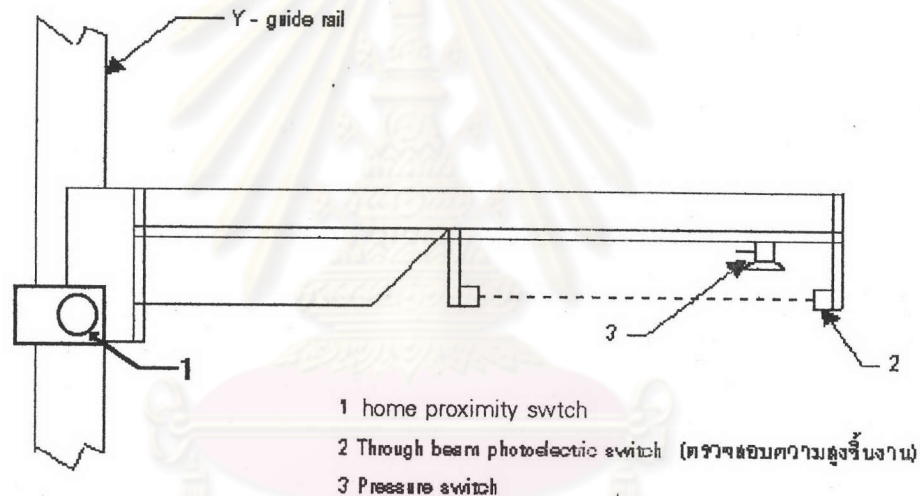 Y - guide rail
3
2
1
1 home proximity swtch
2 Through beam photoelectric switch (ตรวจสอบความสูงชิ้นงาน)
3 Pressure switch